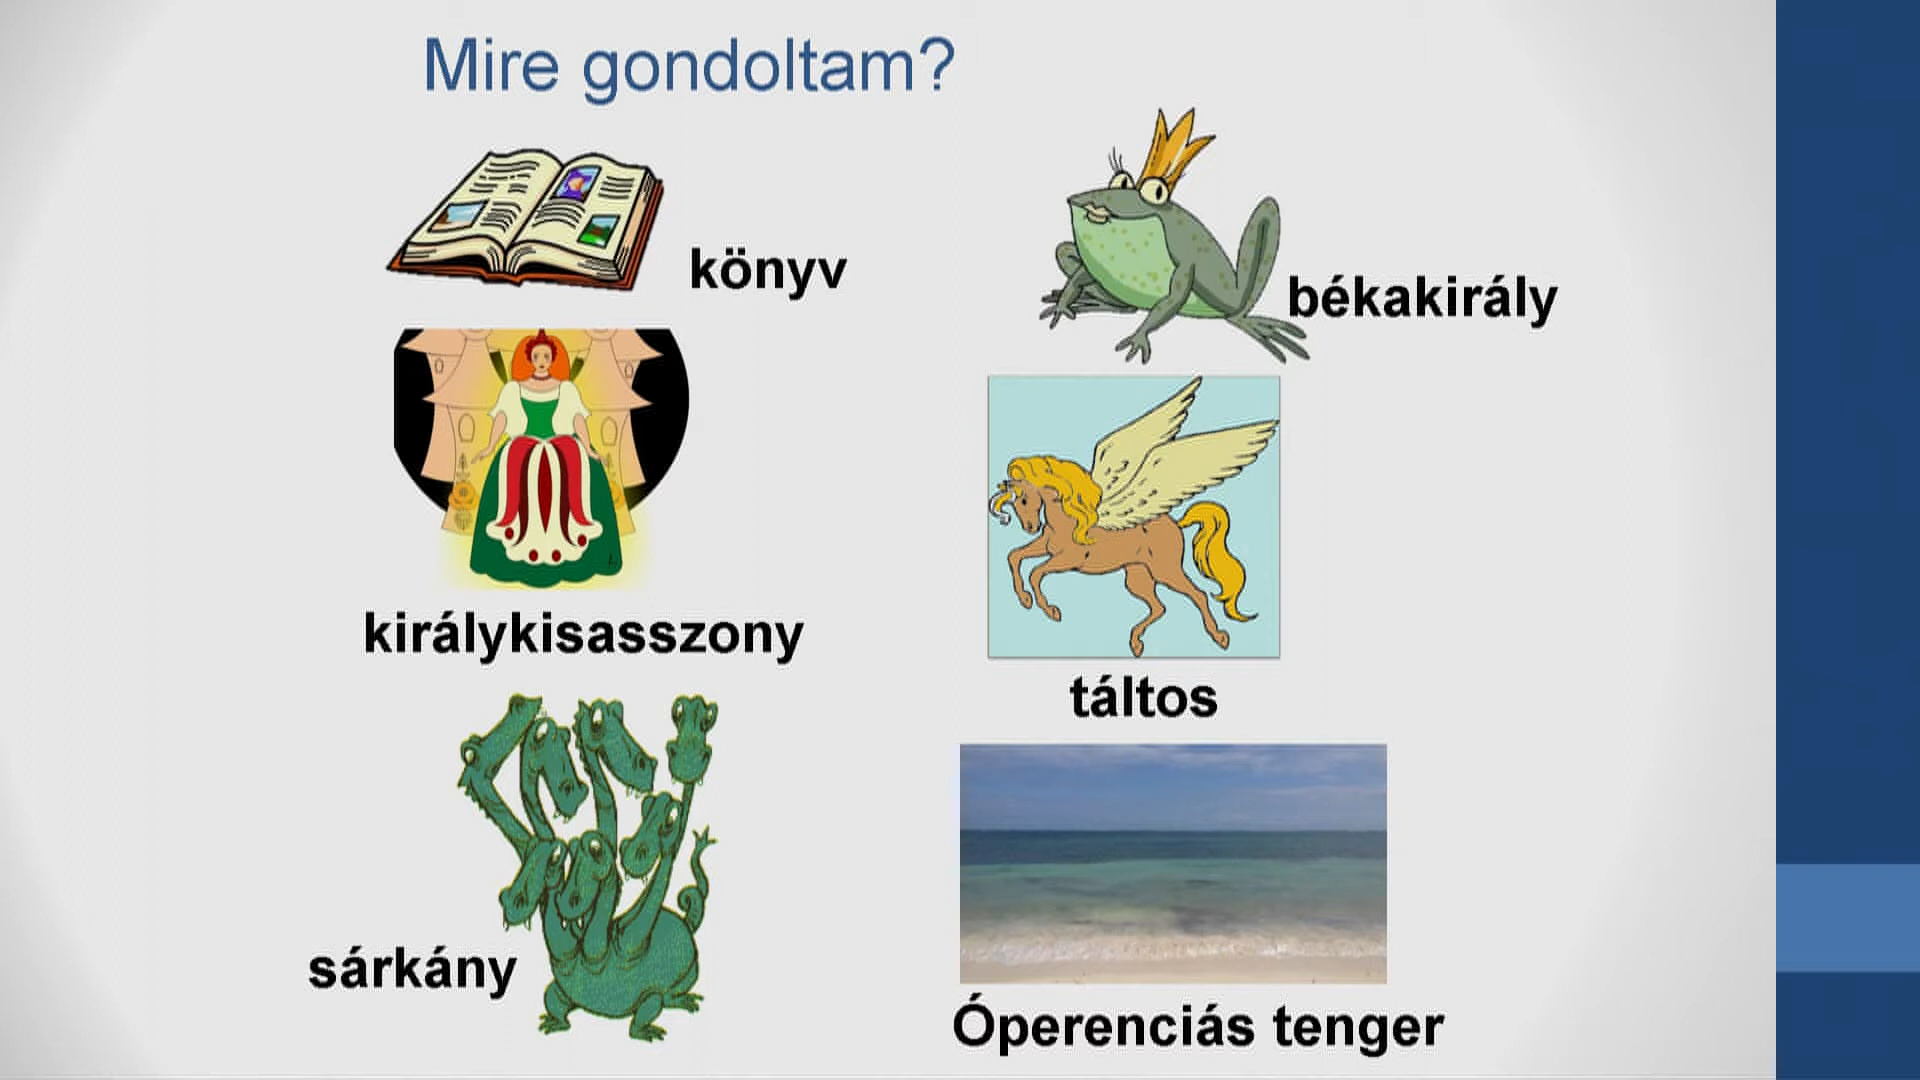 Mire gondoltam?
könyv
békakirály
királykisasszony
táltos
sárkány
Óperenciás tenger